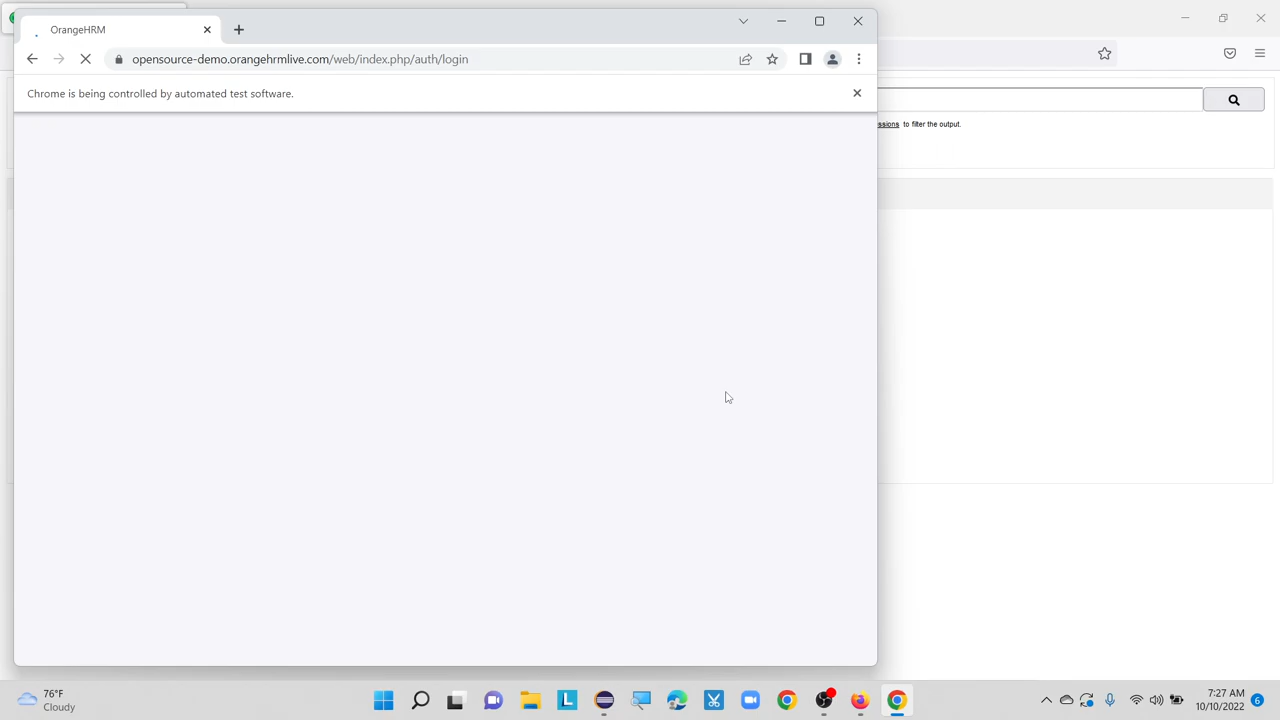 OrangeHRM
opensource-demo.orangehrmlive.com/web/index.php/auth/login
Chrome is being controlled by automated test software.
ssions to filter the output.
76°F
Cloudy
7:27 AM
10/10/2022
6